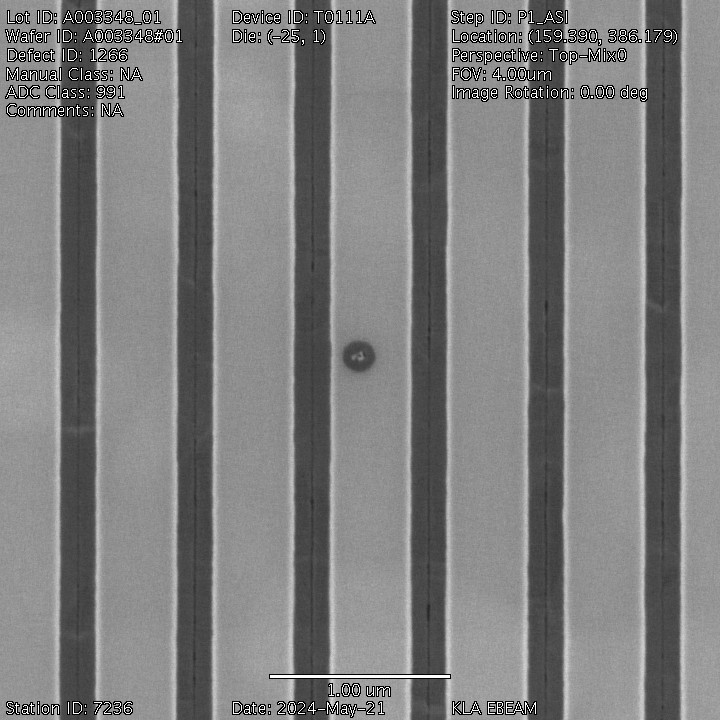 Lot ID: A003348_01
Wafer ID: A003348#01
Defect ID: 1266
Manual Class: NA
ADC Class: 991
Comments: NA
Device ID: T0111A
Die: (-25, 1)
Step ID: P1_ASI
Location: (159.390, 386.179)
Perspective: Top-Mix0
FOV: 4.00um
Image Rotation: 0.00 deg
1.00 um
Station ID: 7236
Date: 2024-May-21
KLA EBEAM